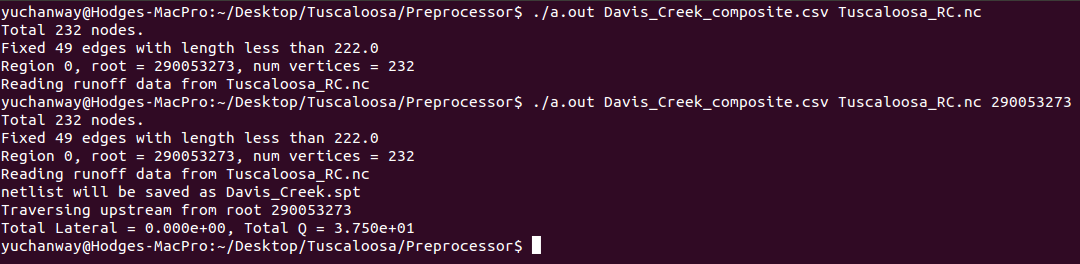 yuchanway@Hodges-MacPro:~/Desktop/Tuscaloosa/Preprocessor$ ./a.out Davis_Creek_composite.csv Tuscaloosa_RC.nc
Total 232 nodes.
Fixed 49 edges with length less than 222.0
Region 0, root = 290053273, num vertices = 232
Reading runoff data from Tuscaloosa_RC.nc
yuchanway@Hodges-MacPro:~/Desktop/Tuscaloosa/Preprocessor$ ./a.out Davis_Creek_composite.csv Tuscaloosa_RC.nc 290053273
Total 232 nodes.
Fixed 49 edges with length less than 222.0
Region 0, root = 290053273, num vertices = 232
Reading runoff data from Tuscaloosa_RC.nc
netlist will be saved as Davis_Creek.spt
Traversing upstream from root 290053273
Total Lateral = 0.000e+00, Total Q = 3.750e+01
yuchanway@Hodges-MacPro:~/Desktop/Tuscaloosa/Preprocessor$